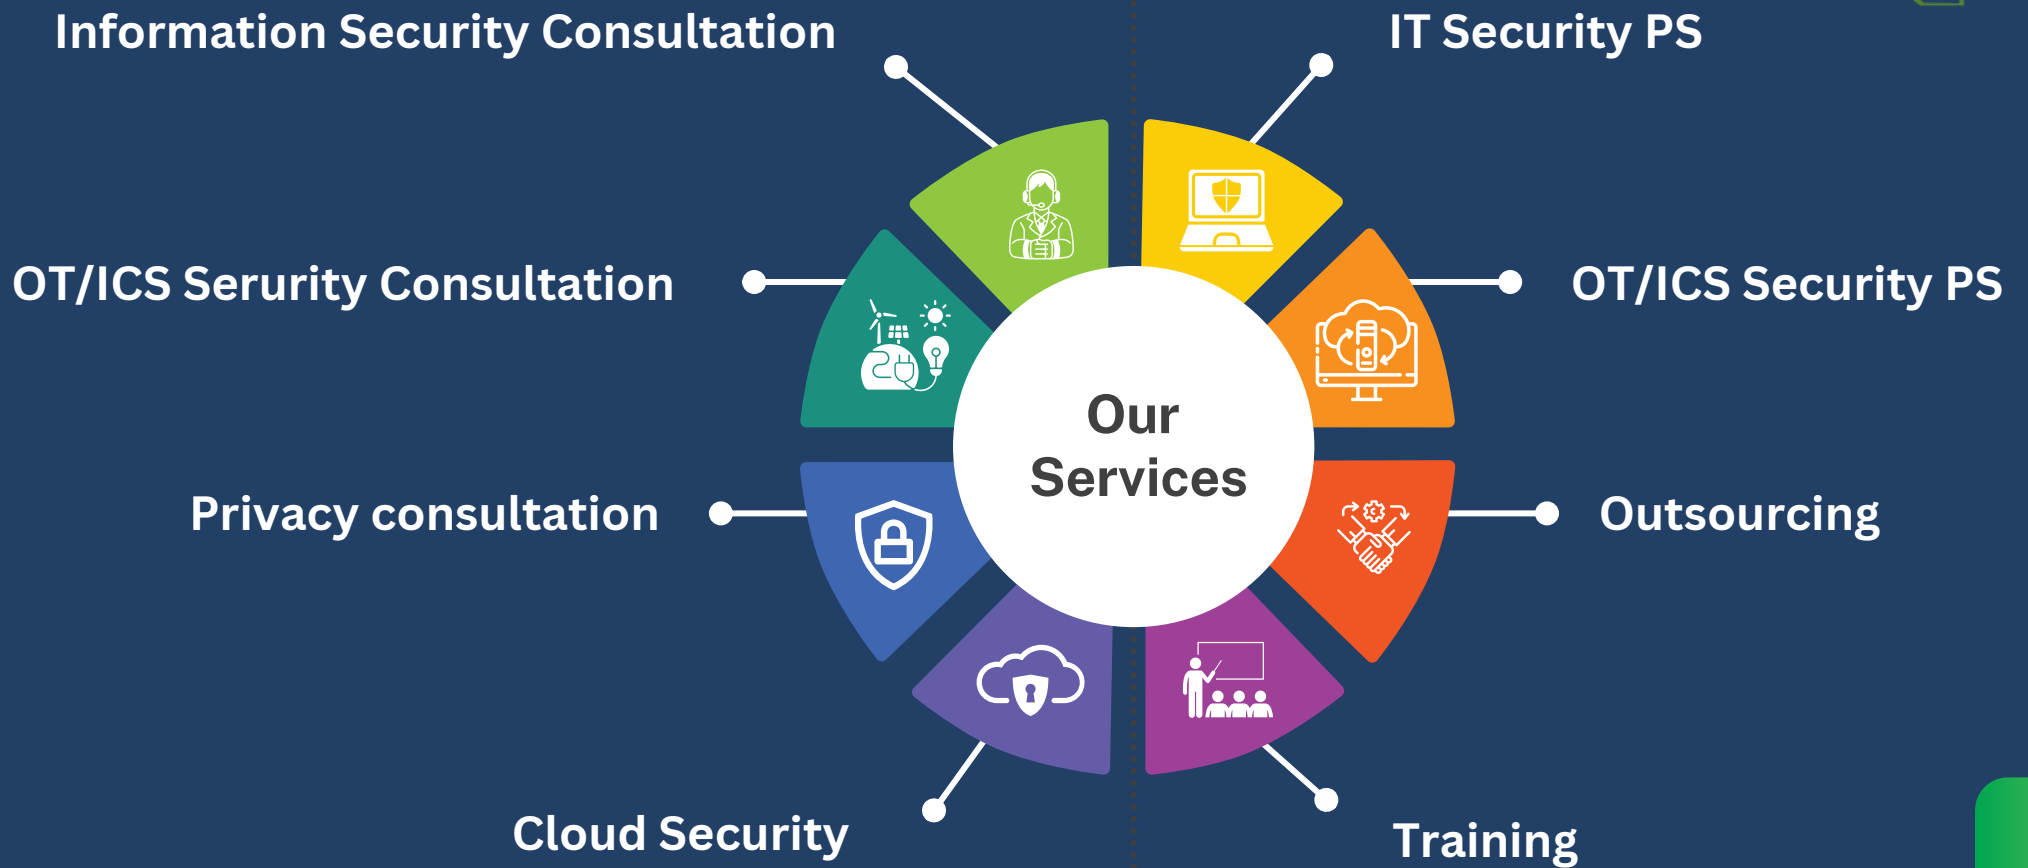 Information Security Consultation
IT Security PS
OT/ICS Serurity Consultation
OT/ICS Security PS
Our
Services
Privacy consultation
Outsourcing
Cloud Security
Training